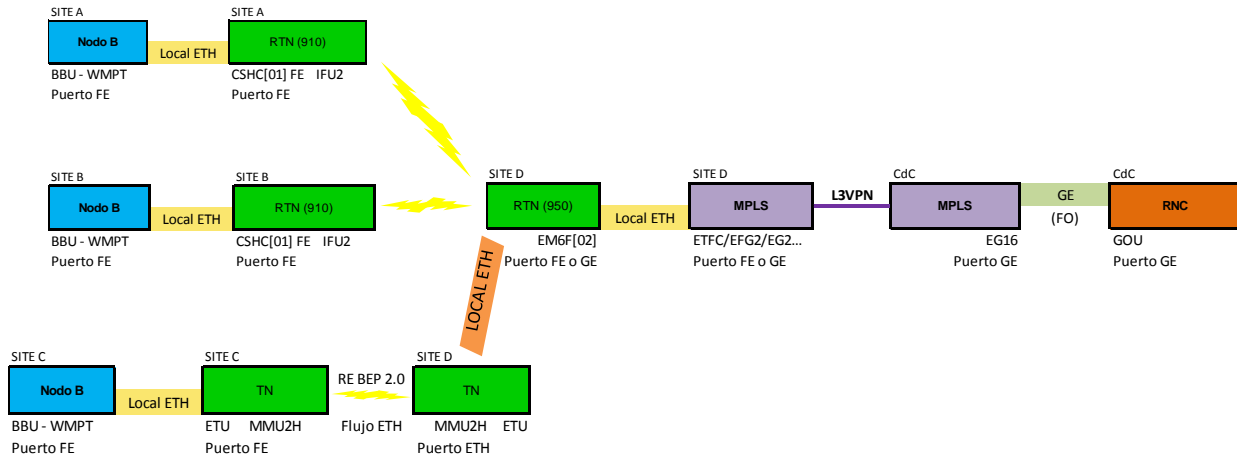 SITE A
Nodo B
BBU - WMPT
Puerto FE
Local ETH
RTN (910)
CSHC[01] FE IFU2
Puerto FE
SITE B
Nodo B
BBU - WMPT
Puerto FE
Local ETH
SITE B
RTN (910)
CSHC[01] FE IFU2
Puerto FE
SITE D
RTN (950)
EM6F[02]
Puerto FE o GE
Local ETH
SITE D
MPLS
ETFC/EFG2/EG2...
Puerto FE o GE
L3VPN
CdC
MPLS
EG16
Puerto GE
GE
(FO)
CdC
RNC
GOU
Puerto GE
LOCAL ETH
SITE C
Nodo B
BBU - WMPT
Puerto FE
Local ETH
SITE C
TN
ETU MMU2H
Puerto FE
RE BEP 2.0
Flujo ETH
SITE D
TN
MMU2H ETU
Puerto ETH
SITE A